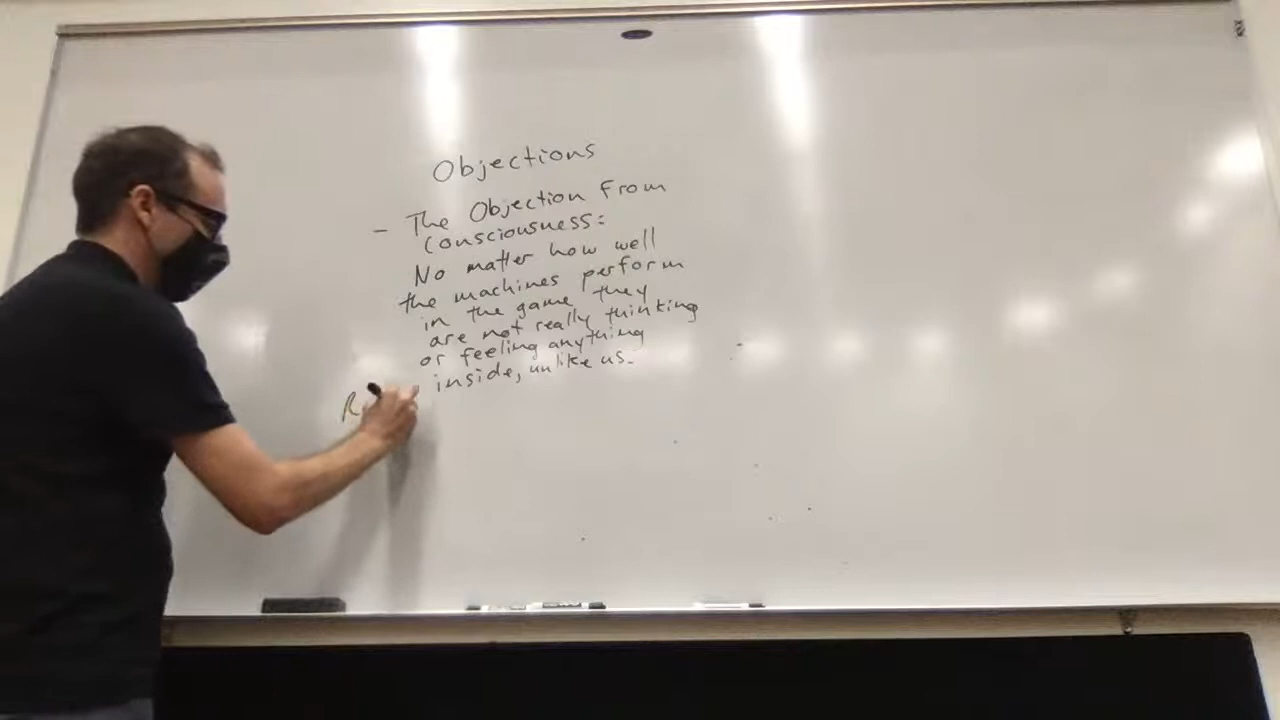 Objections
- The Objection From
Consciousness:
No matter how well
the machines perform
in the game they
are not really thinking
or feeling anything
inside, unlike us.
R